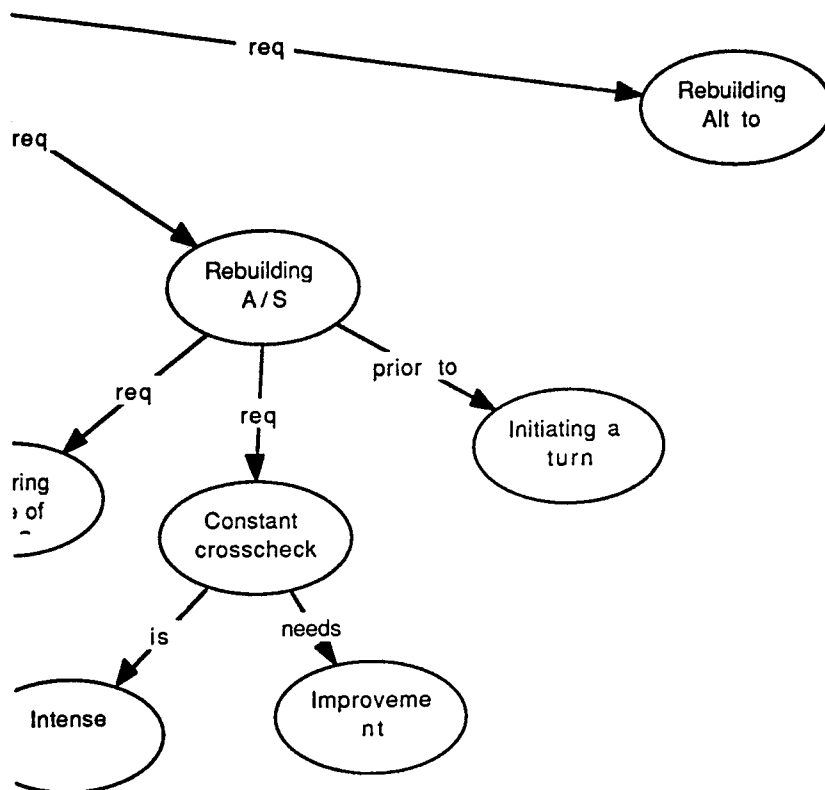 req
Rebuilding
Alt to
req
Rebuilding
A/S
prior to
req
req
Initiating a
turn
ring
of
Constant
crosscheck
is
needs
Intense
Improveme
nt